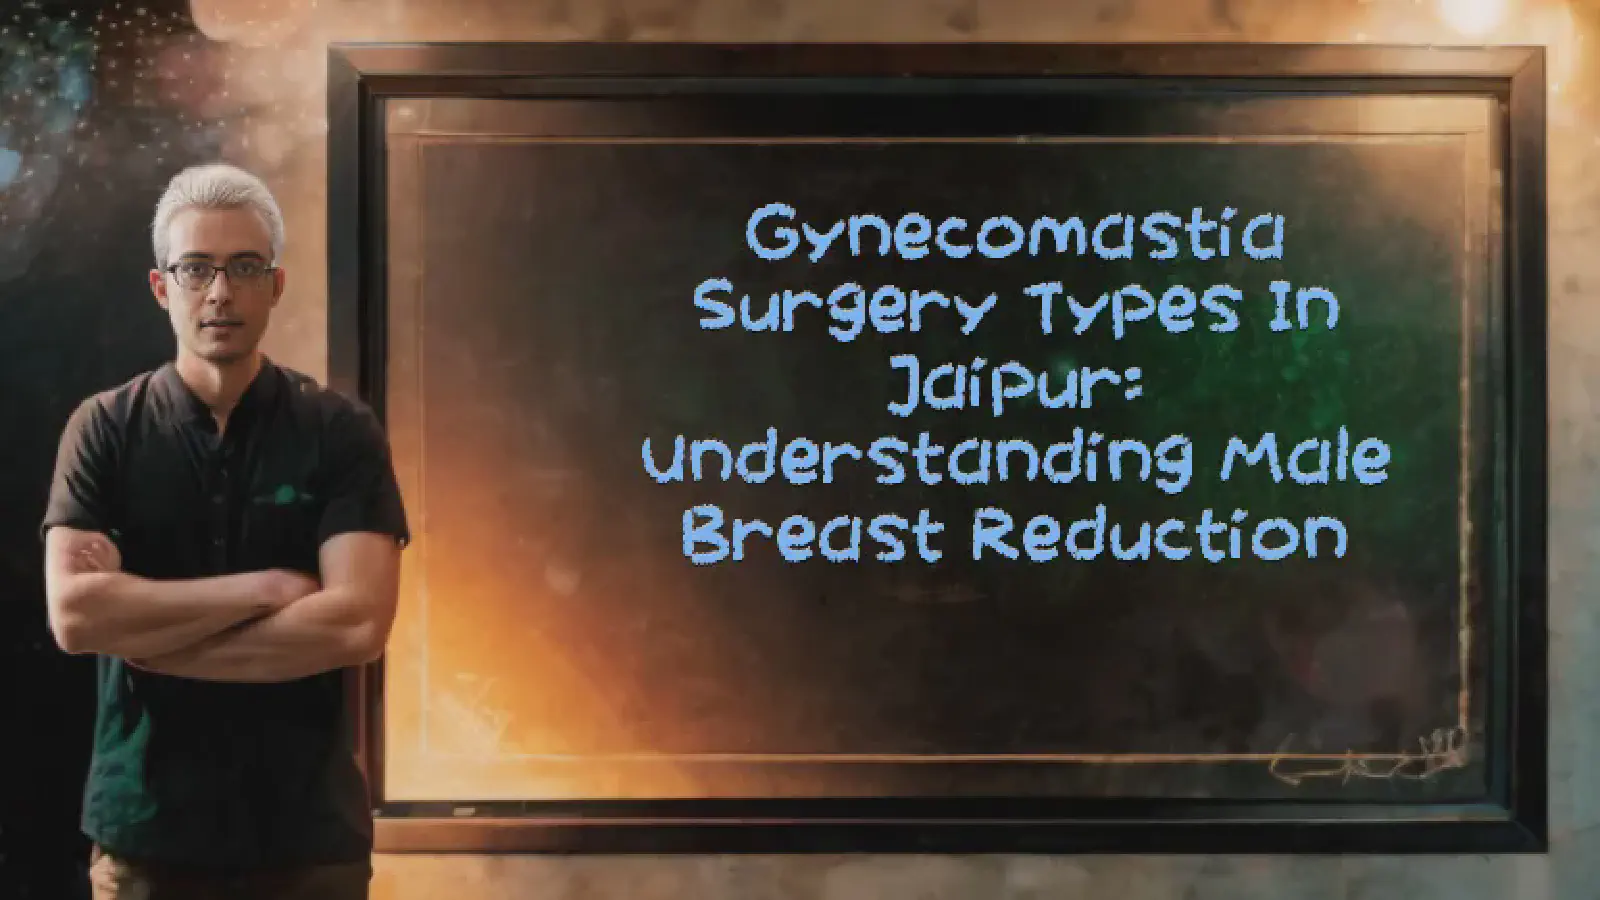 Gynecomastia
Surgery Types In
Jaipur:
Understanding Male
Breast Reduction